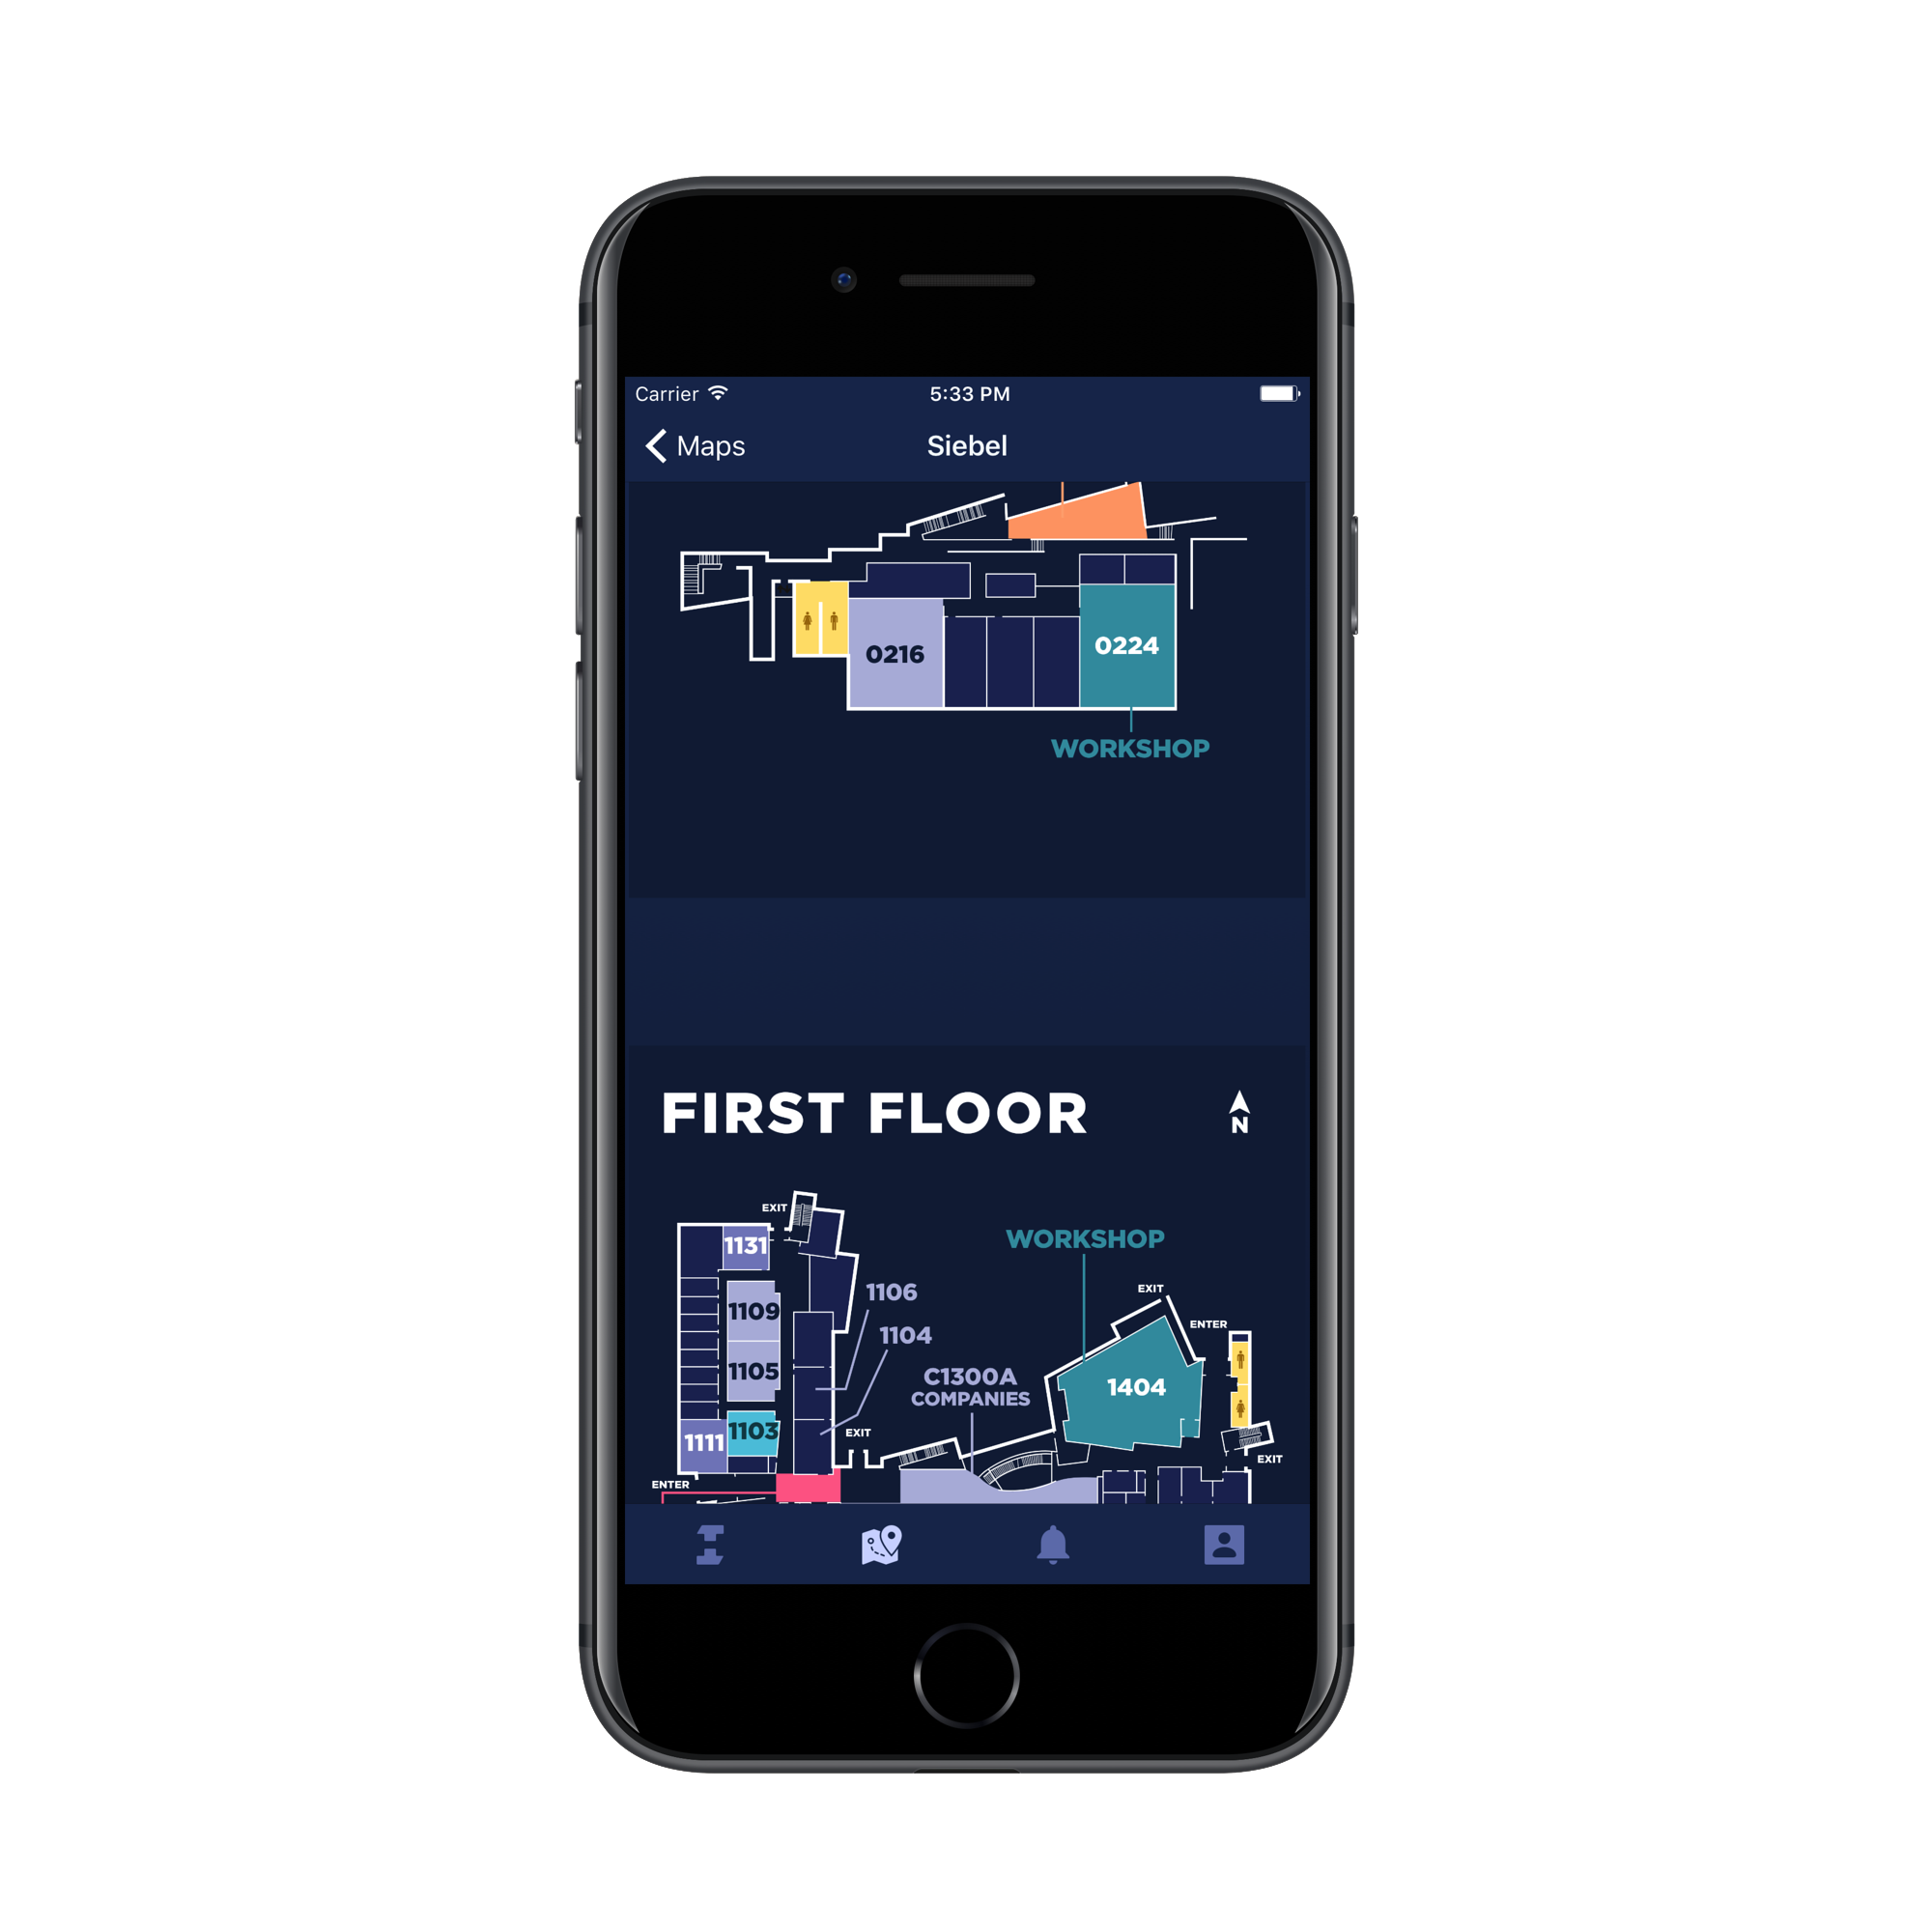 Carrier
5:33 PM
Maps
Siebel
0216
0224
WORKSHOP
FIRST FLOOR
N
EXIT
1131
WORKSHOP
1106
EXIT
1109
ENTER
1104
1105
C1300A
COMPANIES
1404
1103
EXIT
1111
EXIT
ENTER